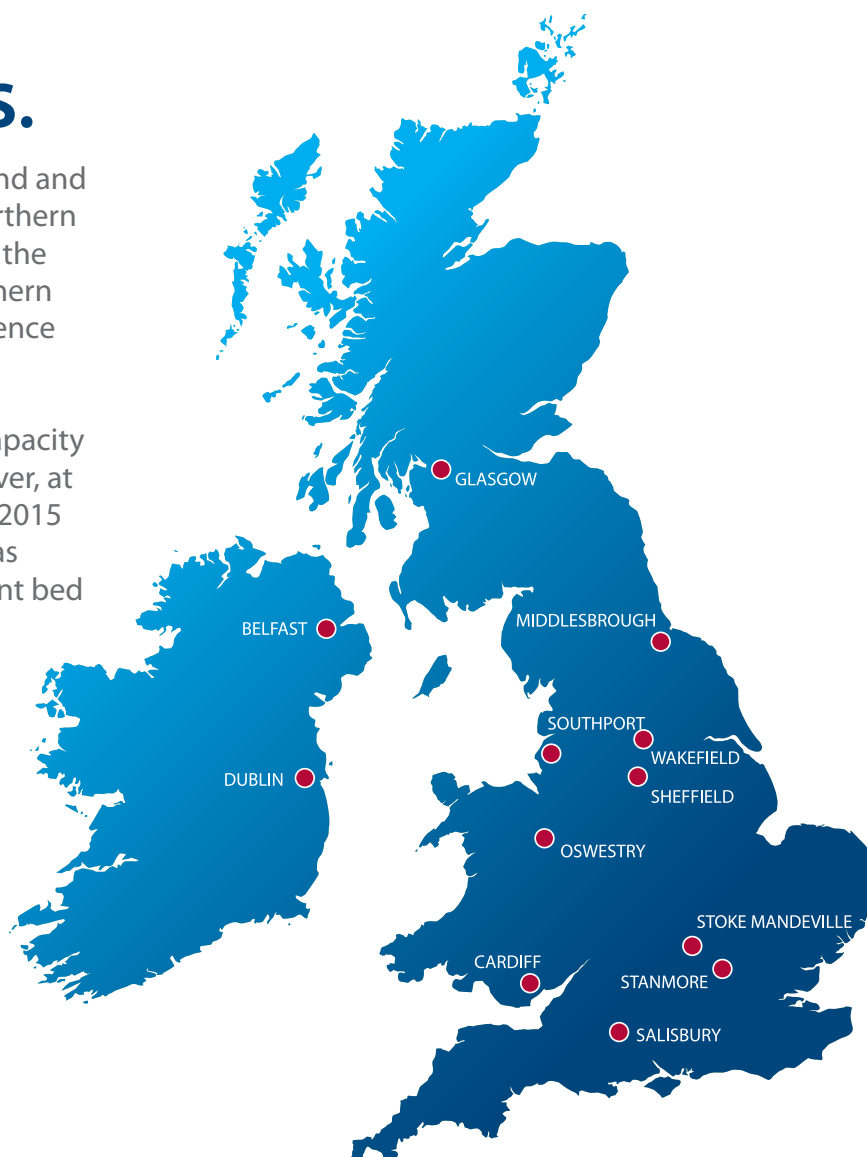 s.
nd and
rthern
the
hern
ence
apacity
ver, at
2015
as
nt bed
GLASGOW
BELFAST
MIDDLESBROUGH
SOUTHPORT
WAKEFIELD
DUBLIN
SHEFFIELD
OSWESTRY
STOKE MANDEVILLE
CARDIFF
STANMORE
SALISBURY